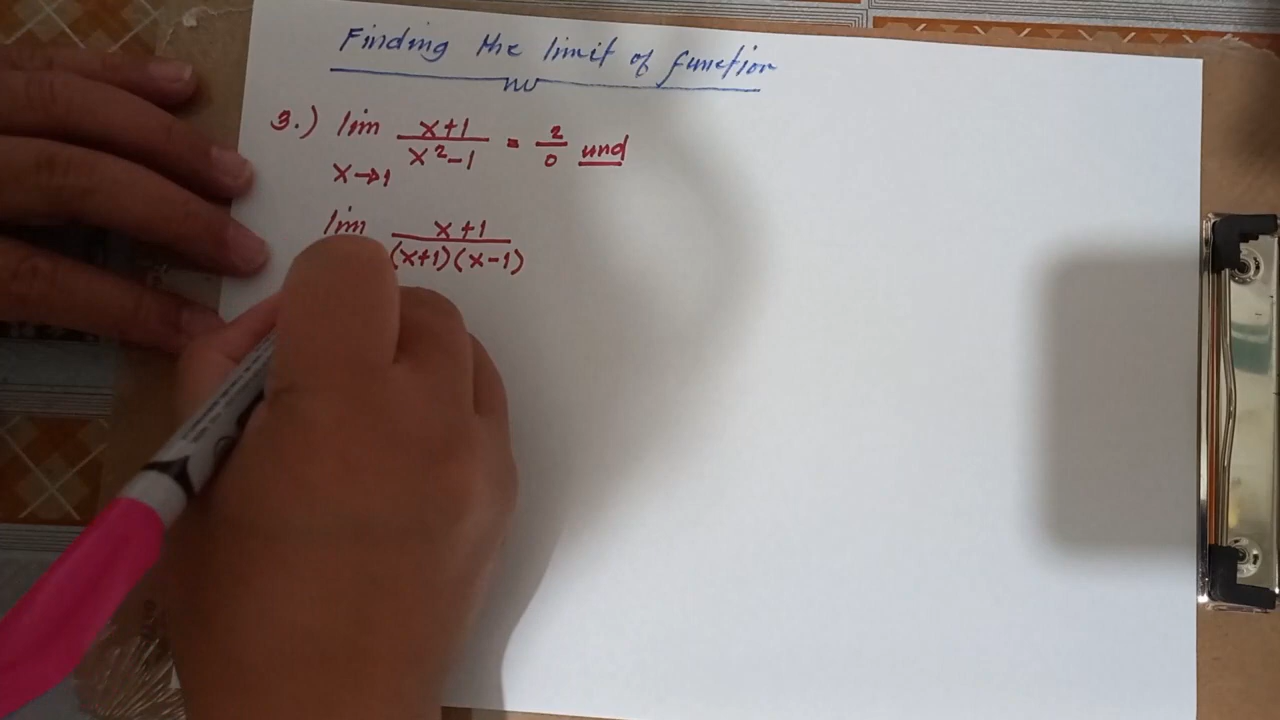 Finding the limit of function
3.) lim x+1 / x²-1 = 2/0 und
x→1
lim x+1 / (x+1)(x-1)